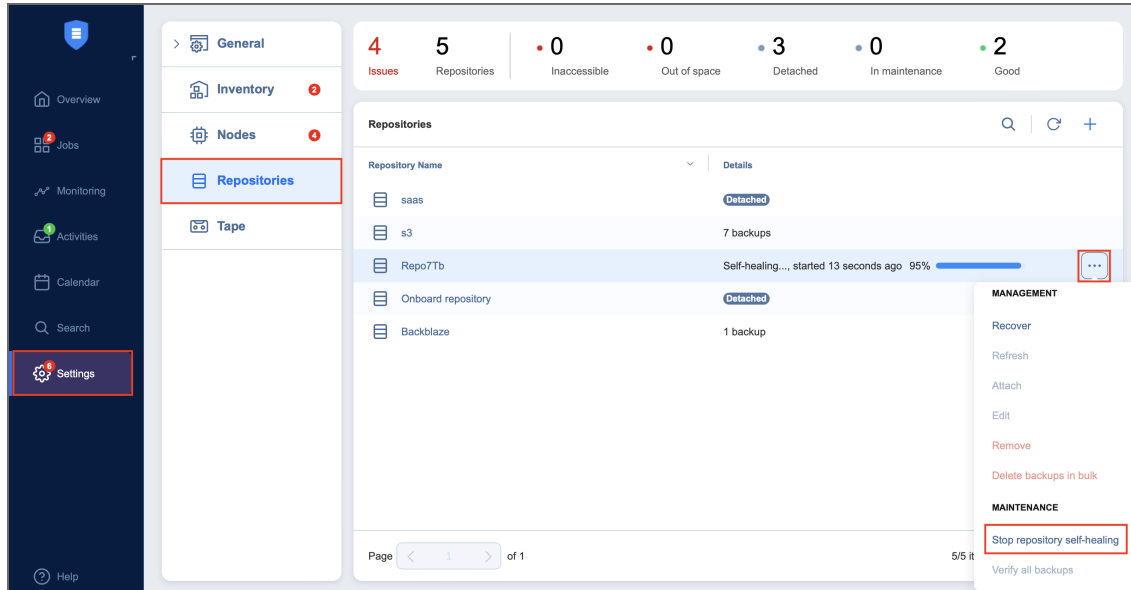 Overview
2
Jobs
Monitoring
1
Activities
Calendar
Search
6
Settings
Help
General
Inventory 2
Nodes 4
Repositories
Tape
4 5 0 0 3 0 2
Issues Repositories Inaccessible Out of space Detached In maintenance Good
Repositories
Repository Name Details
saas Detached
s3 7 backups
Repo7Tb Self-healing..., started 13 seconds ago 95%
Onboard repository Detached
Backblaze 1 backup
MANAGEMENT
Recover
Refresh
Attach
Edit
Remove
Delete backups in bulk
MAINTENANCE
Stop repository self-healing
Verify all backups
Page 1 of 1 5/5 it